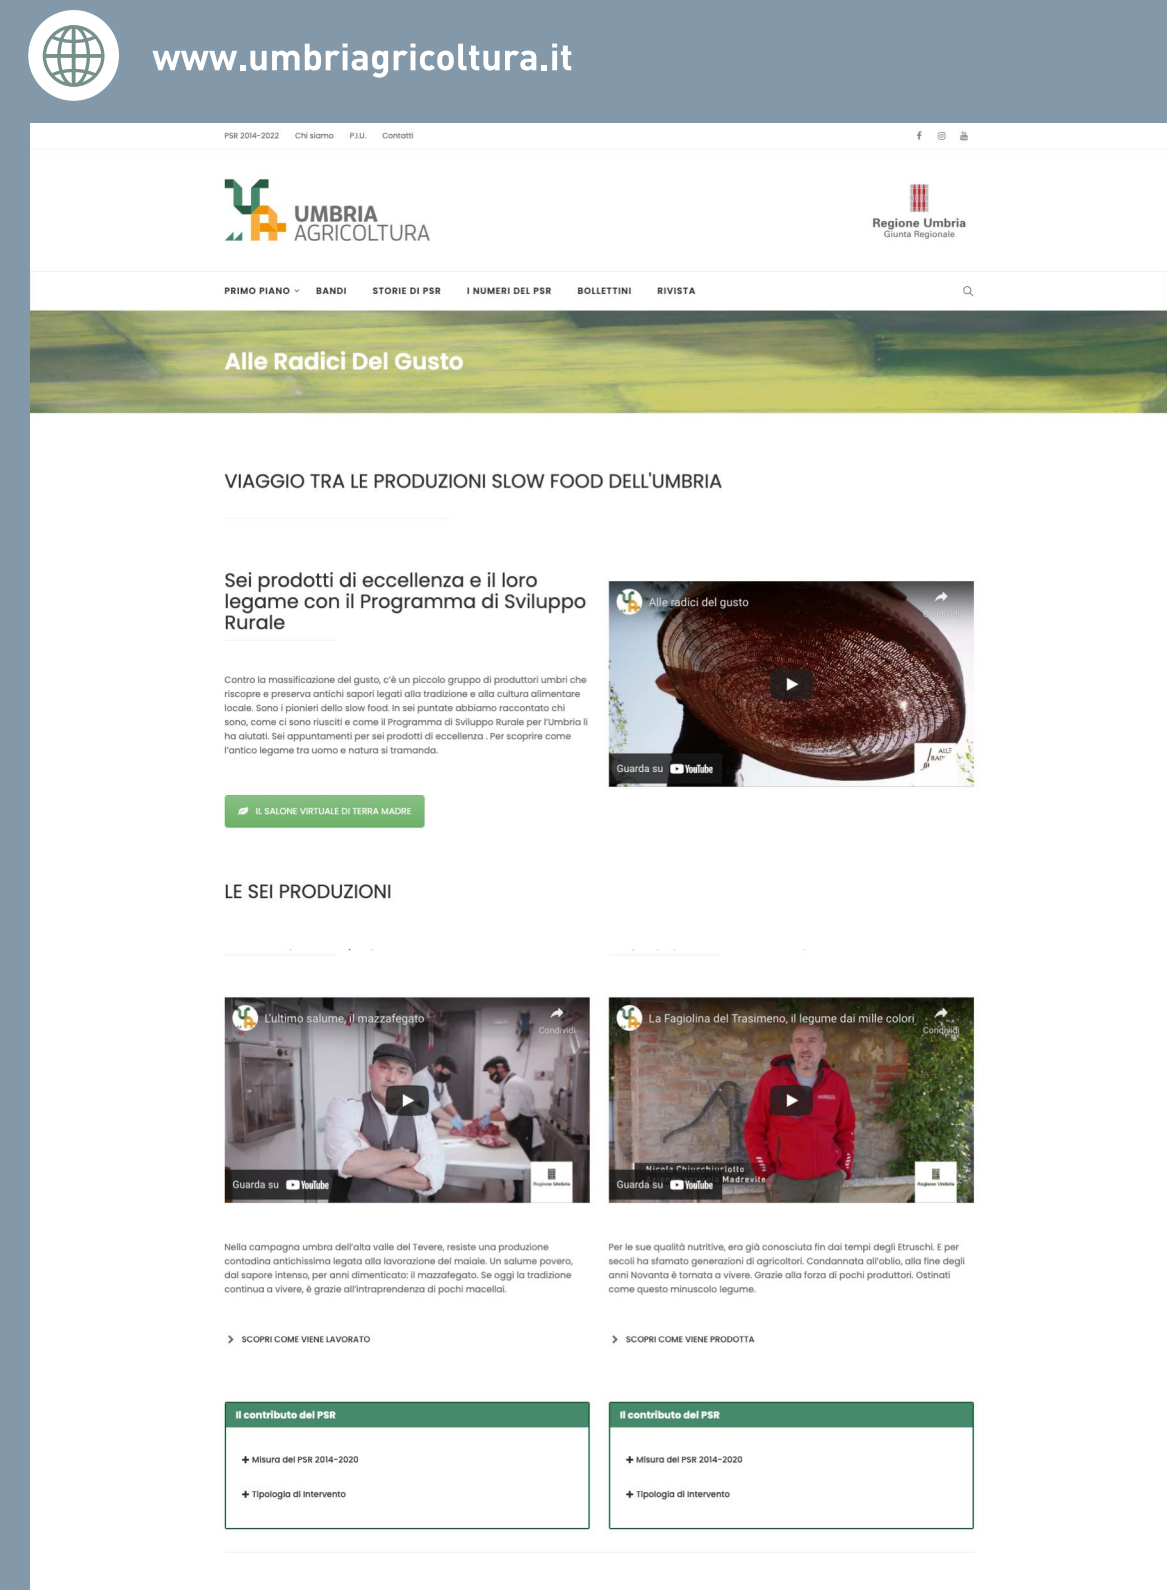 www.umbriagricoltura.it
PSR 2014-2022 Chi siamo P.I.U. Contatti
UMBRIA
AGRICOLTURA
Regione Umbria
Giunta Regionale
PRIMO PIANO BANDI STORIE DI PSR I NUMERI DEL PSR BOLLETTINI RIVISTA
Alle Radici Del Gusto
VIAGGIO TRA LE PRODUZIONI SLOW FOOD DELL'UMBRIA
Sei prodotti di eccellenza e il loro
legame con il Programma di Sviluppo
Rurale
Contro la massificazione del gusto, c'è un piccolo gruppo di produttori umbri che
riscopre e preserva antichi sapori legati alla tradizione e alla cultura alimentare
locale. Sono i pionieri dello slow food. In sei puntate abbiamo raccontato chi
sono, come ci sono riusciti e come il Programma di Sviluppo Rurale per l'Umbria li
ha aiutati. Sei appuntamenti per sei prodotti di eccellenza . Per scoprire come
l'antico legame tra uomo e natura si tramanda.
IL SALONE VIRTUALE DI TERRA MADRE
Alle radici del gusto
Condividi
ALLE
Guarda su YouTube
LE SEI PRODUZIONI
L'ultimo salume, il mazzafegato
Condividi
Guarda su YouTube
Regione Umbria
Nella campagna umbra dell'alta valle del Tevere, resiste una produzione
contadina antichissima legata alla lavorazione del maiale. Un salume povero,
dal sapore intenso, per anni dimenticato: il mazzafegato. Se oggi la tradizione
continua a vivere, è grazie all'intraprendenza di pochi macellai.
SCOPRI COME VIENE LAVORATO
Il contributo del PSR
Misura del PSR 2014-2020
Tipologia di Intervento
La Fagiolina del Trasimeno, il legume dai mille colori
Condividi
Nicola Chiucchiurlotto
Madrevite
Guarda su YouTube
Regione Umbria
Per le sue qualità nutritive, era già conosciuta fin dai tempi degli Etruschi. E per
secoli ha sfamato generazioni di agricoltori. Condannata all'oblio, alla fine degli
anni Novanta è tornata a vivere. Grazie alla forza di pochi produttori. Ostinati
come questo minuscolo legume.
SCOPRI COME VIENE PRODOTTA
Il contributo del PSR
Misura del PSR 2014-2020
Tipologia di Intervento